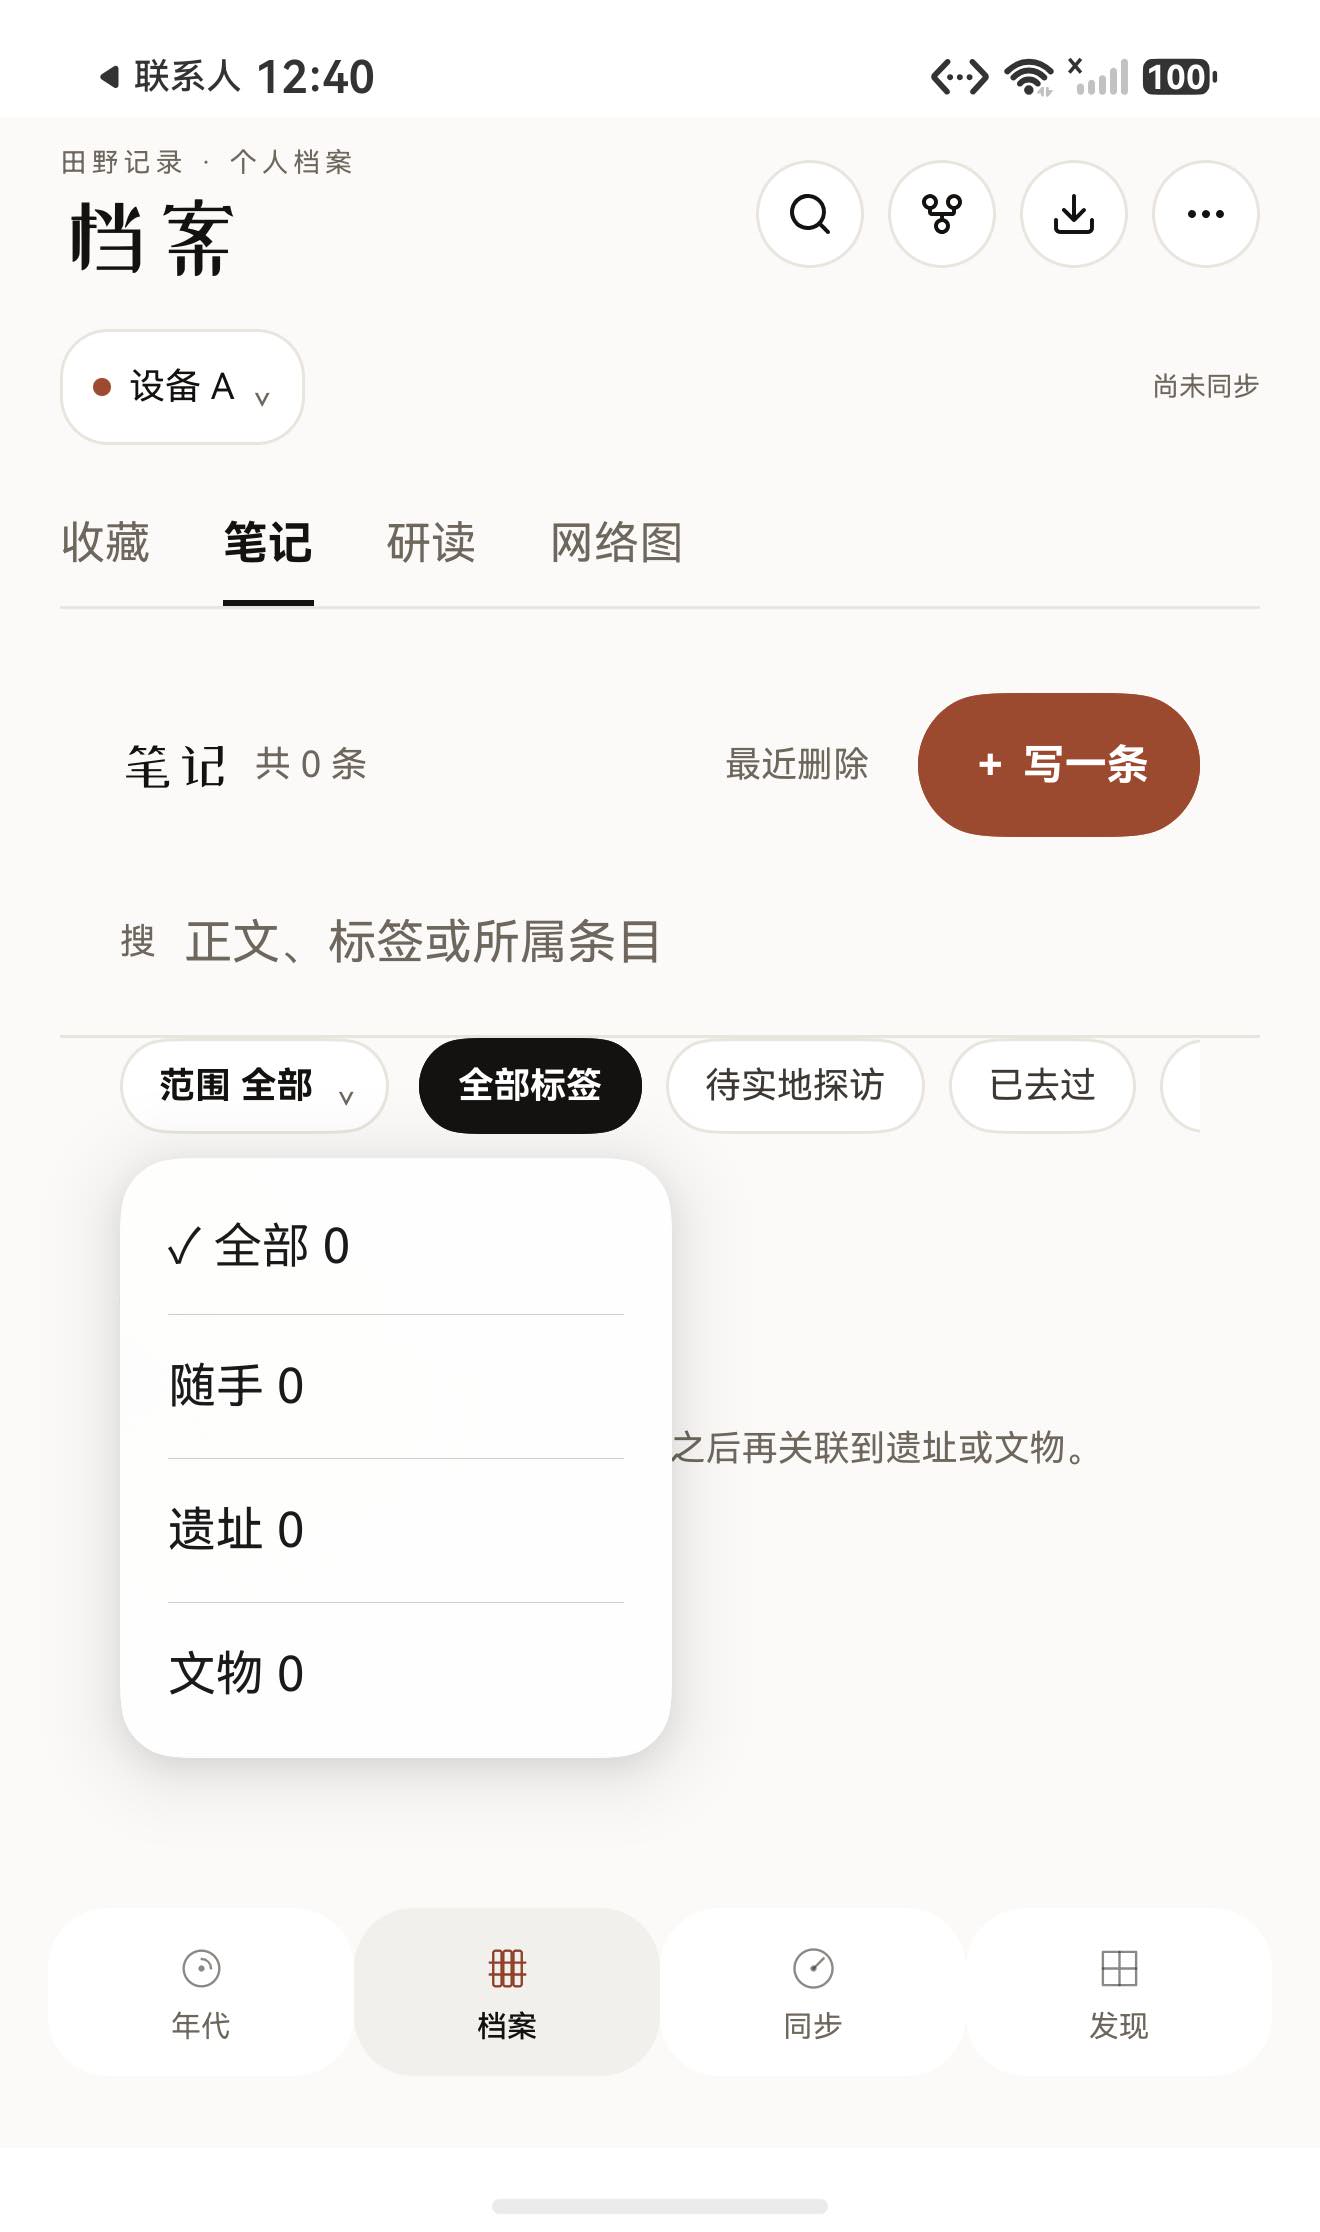 联系人 12:40 100
田野记录 · 个人档案
档案
设备 A
尚未同步
收藏 笔记 研读 网络图
笔记 共 0 条 最近删除 + 写一条
搜 正文、标签或所属条目
范围 全部 全部标签 待实地探访 已去过
✓ 全部 0
随手 0
之后再关联到遗址或文物。
遗址 0
文物 0
年代 档案 同步 发现